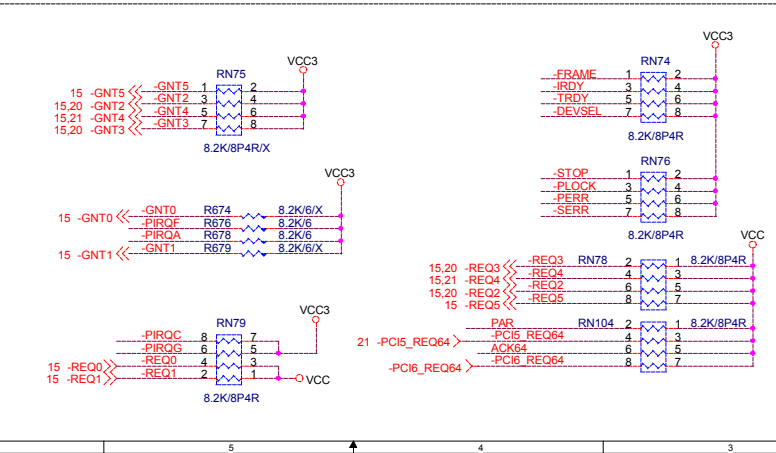 RN75
VCC3
15 -GNT5 -GNT5 1 2
15,20 -GNT2 -GNT2 3 4
15,21 -GNT4 -GNT4 5 6
15,20 -GNT3 -GNT3 7 8
8.2K/8P4R/X
VCC3
15 -GNT0 -GNT0 R674 8.2K/6/X
-PIRQF R676 8.2K/6
-PIRQA R678 8.2K/6
15 -GNT1 -GNT1 R679 8.2K/6/X
RN79
VCC3
-PIRQC 8 7
-PIRQG 6 5
15 -REQ0 -REQ0 4 3
15 -REQ1 -REQ1 2 1
VCC
8.2K/8P4R
RN74
VCC3
-FRAME 1 2
-IRDY 3 4
-TRDY 5 6
-DEVSEL 7 8
8.2K/8P4R
RN76
-STOP 1 2
-PLOCK 3 4
-PERR 5 6
-SERR 7 8
8.2K/8P4R
VCC
15,20 -REQ3 -REQ3 RN78 2 1 8.2K/8P4R
15,21 -REQ4 -REQ4 4 3
15,20 -REQ2 -REQ2 6 5
15 -REQ5 -REQ5 8 7
PAR RN104 2 1 8.2K/8P4R
21 -PCI5_REQ64 -PCI5_REQ64 4 3
ACK64 6 5
-PCI6_REQ64 -PCI6_REQ64 8 7
5 4 3